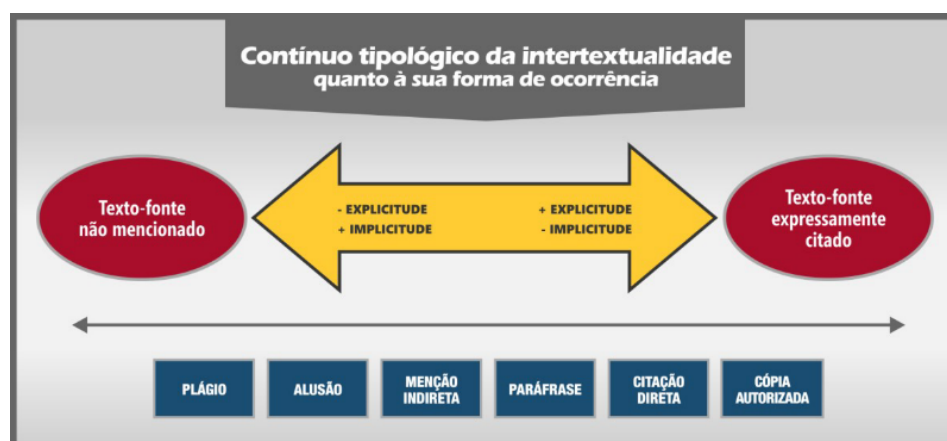 Contínuo tipológico da intertextualidade
quanto à sua forma de ocorrência
Texto-fonte
não mencionado
- EXPLICITUDE
+ IMPLICITUDE
+ EXPLICITUDE
- IMPLICITUDE
Texto-fonte
expressamente
citado
PLÁGIO
ALUSÃO
MENÇÃO
INDIRETA
PARÁFRASE
CITAÇÃO
DIRETA
CÓPIA
AUTORIZADA